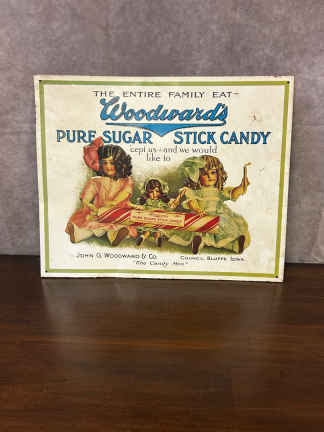 THE ENTIRE FAMILY EAT~
Woodward's
PURE SUGAR STICK CANDY
cept us~and we would
like to
JOHN G. WOODWARD & CO. COUNCIL BLUFFS IOWA.
"The Candy Men"